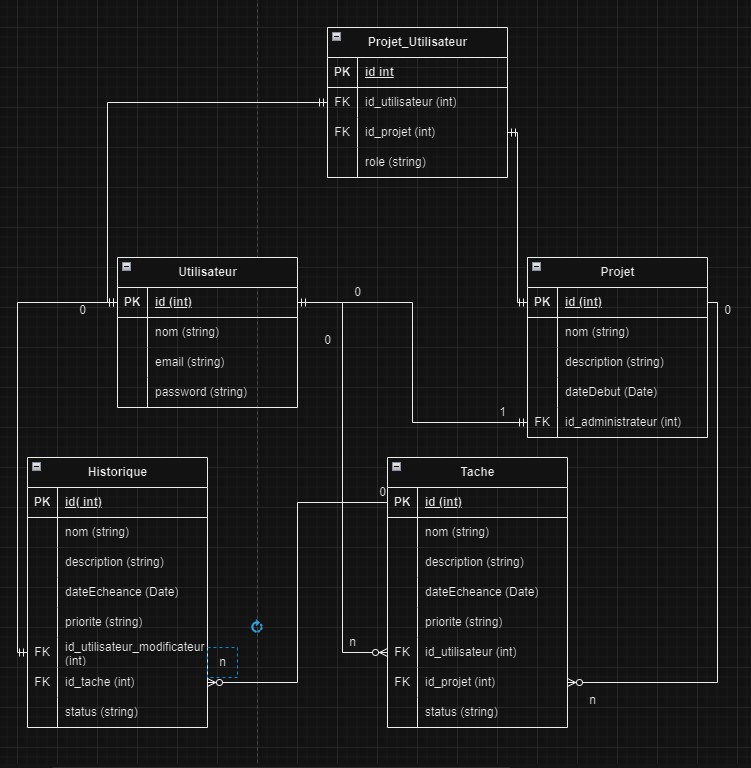 Projet_Utilisateur
PK id int
FK id_utilisateur (int)
FK id_projet (int)
role (string)
Utilisateur
PK id (int)
nom (string)
email (string)
password (string)
0
0
0
1
Projet
PK id (int)
nom (string)
description (string)
dateDebut (Date)
FK id_administrateur (int)
0
Historique
PK id( int)
nom (string)
description (string)
dateEcheance (Date)
priorite (string)
FK id_utilisateur_modificateur
(int)
FK id_tache (int)
status (string)
n
0
Tache
PK id (int)
nom (string)
description (string)
dateEcheance (Date)
priorite (string)
n
FK id_utilisateur (int)
FK id_projet (int)
status (string)
n